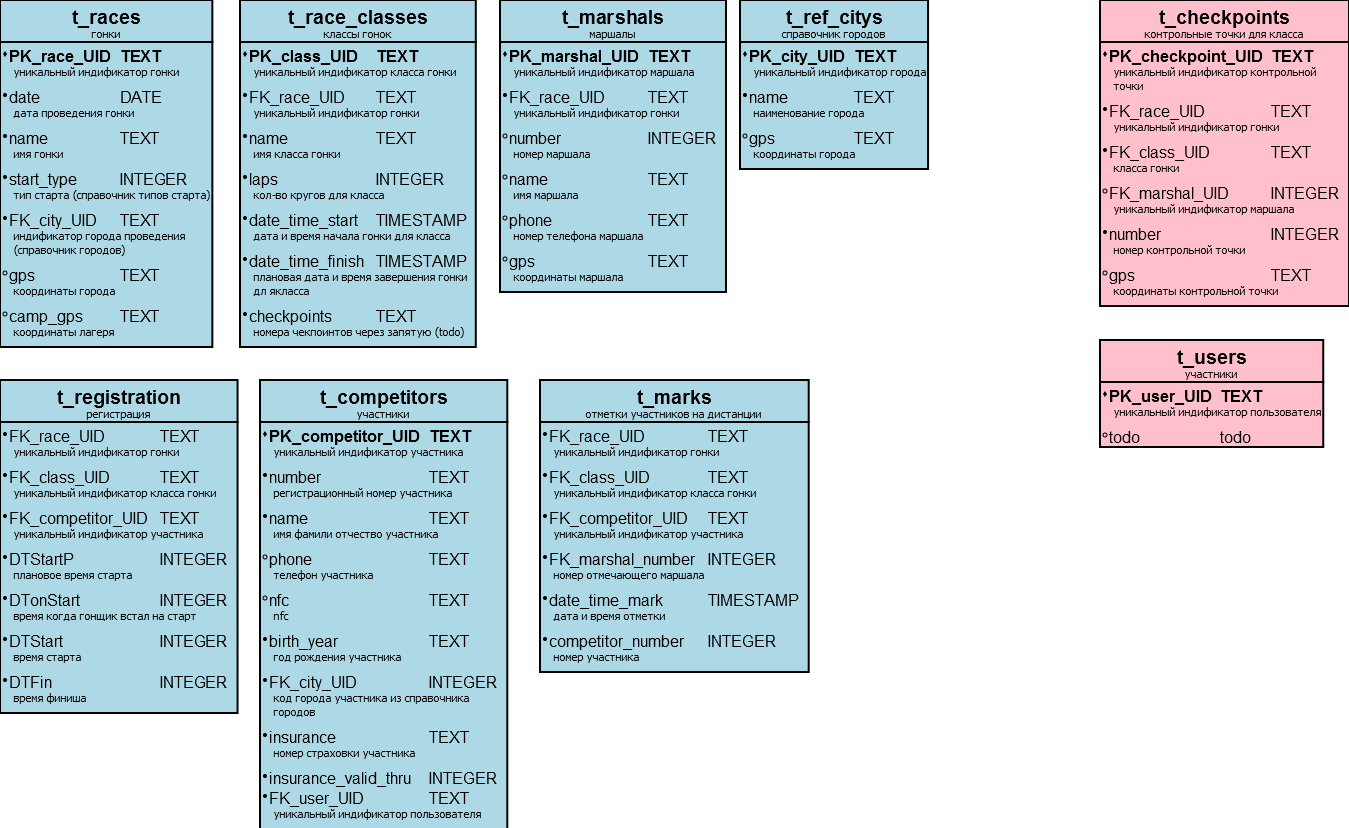 t_races
гонки
PK_race_UID TEXT
уникальный индификатор гонки
date DATE
дата проведения гонки
name TEXT
имя гонки
start_type INTEGER
тип старта (справочник типов старта)
FK_city_UID TEXT
индификатор города проведения
(справочник городов)
gps TEXT
координаты города
camp_gps TEXT
координаты лагеря
t_race_classes
классы гонок
PK_class_UID TEXT
уникальный индификатор класса гонки
FK_race_UID TEXT
уникальный индификатор гонки
name TEXT
имя класса гонки
laps INTEGER
кол-во кругов для класса
date_time_start TIMESTAMP
дата и время начала гонки для класса
date_time_finish TIMESTAMP
плановая дата и время завершения гонки
дл якласса
checkpoints TEXT
номера чекпоинтов через запятую (todo)
t_marshals
маршалы
PK_marshal_UID TEXT
уникальный индификатор маршала
FK_race_UID TEXT
уникальный индификатор гонки
number INTEGER
номер маршала
name TEXT
имя маршала
phone TEXT
номер телефона маршала
gps TEXT
координаты маршала
t_ref_citys
справочник городов
PK_city_UID TEXT
уникальный индификатор города
name TEXT
наименование города
gps TEXT
координаты города
t_checkpoints
контрольные точки для класса
PK_checkpoint_UID TEXT
уникальный индификатор контрольной
точки
FK_race_UID TEXT
уникальный индификатор гонки
FK_class_UID TEXT
класса гонки
FK_marshal_UID INTEGER
уникальный индификатор маршала
number INTEGER
номер контрольной точки
gps TEXT
координаты контрольной точки
t_registration
регистрация
FK_race_UID TEXT
уникальный индификатор гонки
FK_class_UID TEXT
уникальный индификатор класса гонки
FK_competitor_UID TEXT
уникальный индификатор участника
DTStartP INTEGER
плановое время старта
DTonStart INTEGER
время когда гонщик встал на старт
DTStart INTEGER
время старта
DTFin INTEGER
время финиша
t_competitors
участники
PK_competitor_UID TEXT
уникальный индификатор участника
number TEXT
регистрационный номер участника
name TEXT
имя фамили отчество участника
phone TEXT
телефон участника
nfc TEXT
nfc
birth_year TEXT
год рождения участника
FK_city_UID INTEGER
код города участника из справочника
городов
insurance TEXT
номер страховки участника
insurance_valid_thru INTEGER
FK_user_UID TEXT
уникальный индификатор пользователя
t_marks
отметки участников на дистанции
FK_race_UID TEXT
уникальный индификатор гонки
FK_class_UID TEXT
уникальный индификатор класса гонки
FK_competitor_UID TEXT
уникальный индификатор участника
FK_marshal_number INTEGER
номер отмечающего маршала
date_time_mark TIMESTAMP
дата и время отметки
competitor_number INTEGER
номер участника
t_users
участники
PK_user_UID TEXT
уникальный индификатор пользователя
todo todo